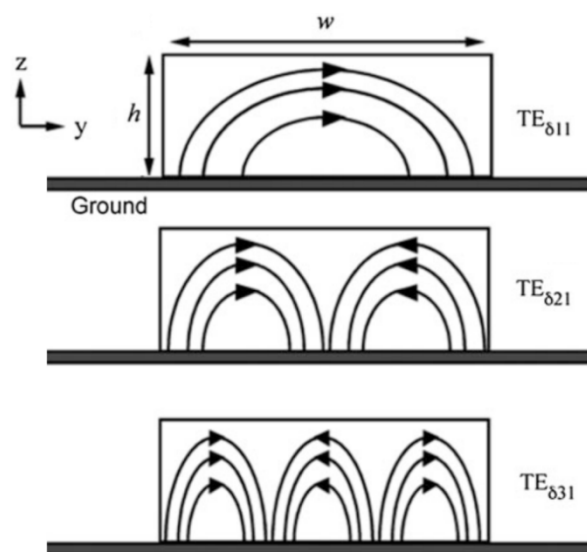 w
z
h
y
TEδ11
Ground
TEδ21
TEδ31